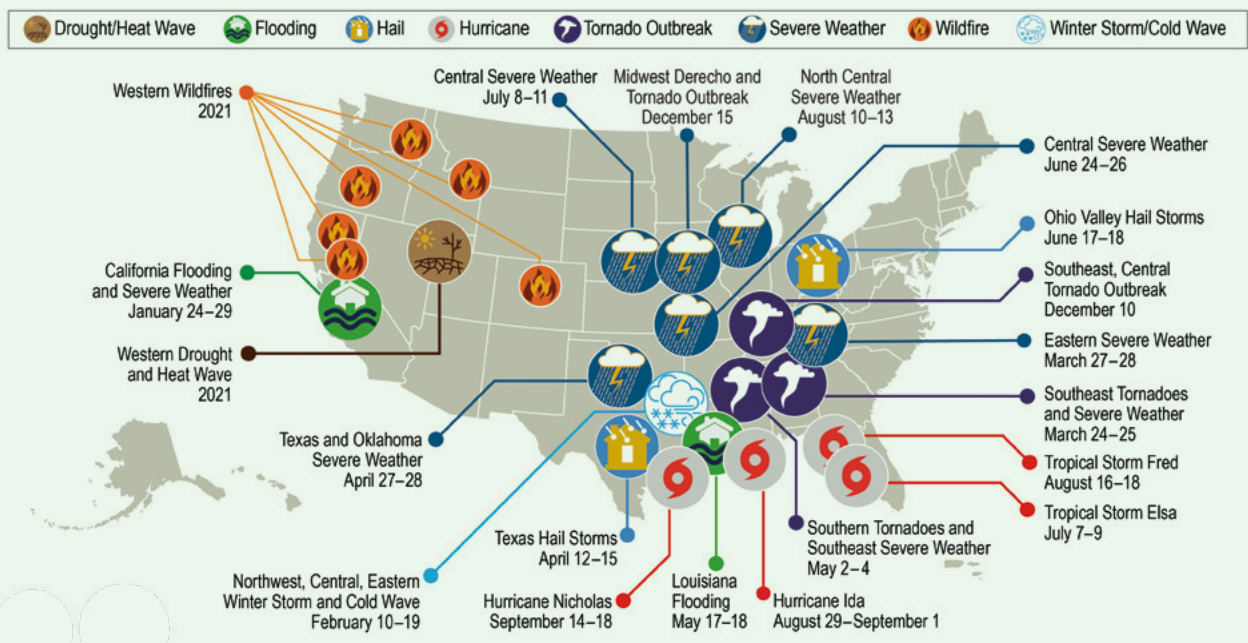 Drought/Heat Wave
Flooding
Hail
Hurricane
Tornado Outbreak
Severe Weather
Wildfire
Winter Storm/Cold Wave
Western Wildfires
2021
Central Severe Weather
July 8–11
Midwest Derecho and
Tornado Outbreak
December 15
North Central
Severe Weather
August 10–13
Central Severe Weather
June 24–26
Ohio Valley Hail Storms
June 17–18
California Flooding
and Severe Weather
January 24–29
Southeast, Central
Tornado Outbreak
December 10
Western Drought
and Heat Wave
2021
Eastern Severe Weather
March 27–28
Southeast Tornadoes
and Severe Weather
March 24–25
Texas and Oklahoma
Severe Weather
April 27–28
Tropical Storm Fred
August 16–18
Tropical Storm Elsa
July 7–9
Texas Hail Storms
April 12–15
Southern Tornadoes and
Southeast Severe Weather
May 2–4
Northwest, Central, Eastern
Winter Storm and Cold Wave
February 10–19
Hurricane Nicholas
September 14–18
Louisiana
Flooding
May 17–18
Hurricane Ida
August 29–September 1